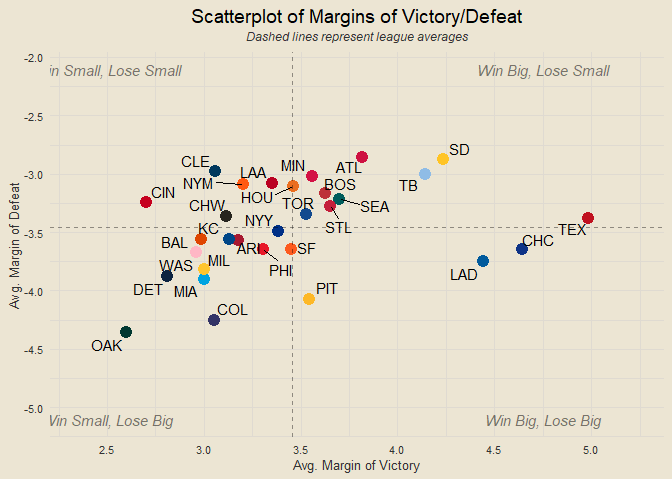 Scatterplot of Margins of Victory/Defeat
Dashed lines represent league averages
-2.0
in Small, Lose Small
Win Big, Lose Small
-2.5
SD
MIN
ATL
CLE
LAA
-3.0
NYM
BOS
TB
CIN
HOU
TOR
SEA
CHW
NYY
STL
TEX
KC
-3.5
BAL
ARI
SF
CHC
WAS
MIL
PHI
LAD
DET
MIA
PIT
-4.0
COL
OAK
-4.5
Win Small, Lose Big
Win Big, Lose Big
-5.0
2.5
3.0
3.5
4.0
4.5
5.0
Avg. Margin of Victory
Avg. Margin of Defeat